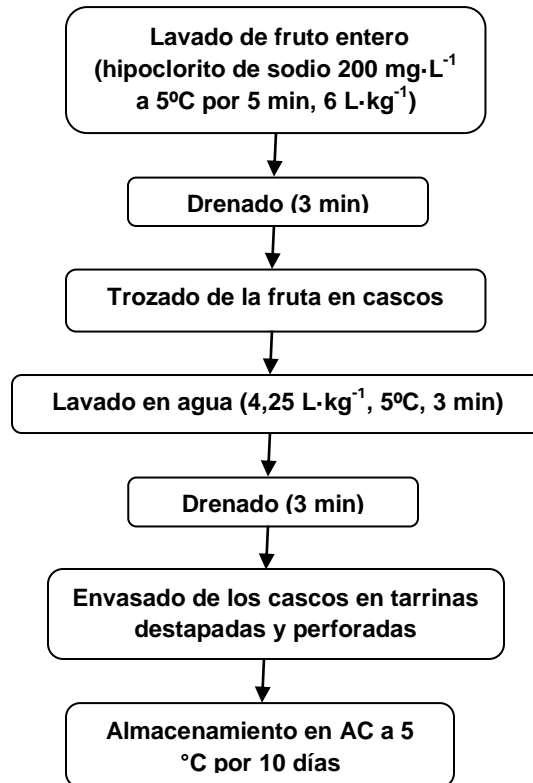 Lavado de fruto entero
(hipoclorito de sodio 200 mg·L⁻¹
a 5ºC por 5 min, 6 L·kg⁻¹)
Drenado (3 min)
Trozado de la fruta en cascos
Lavado en agua (4,25 L·kg⁻¹, 5ºC, 3 min)
Drenado (3 min)
Envasado de los cascos en tarrinas
destapadas y perforadas
Almacenamiento en AC a 5
°C por 10 días